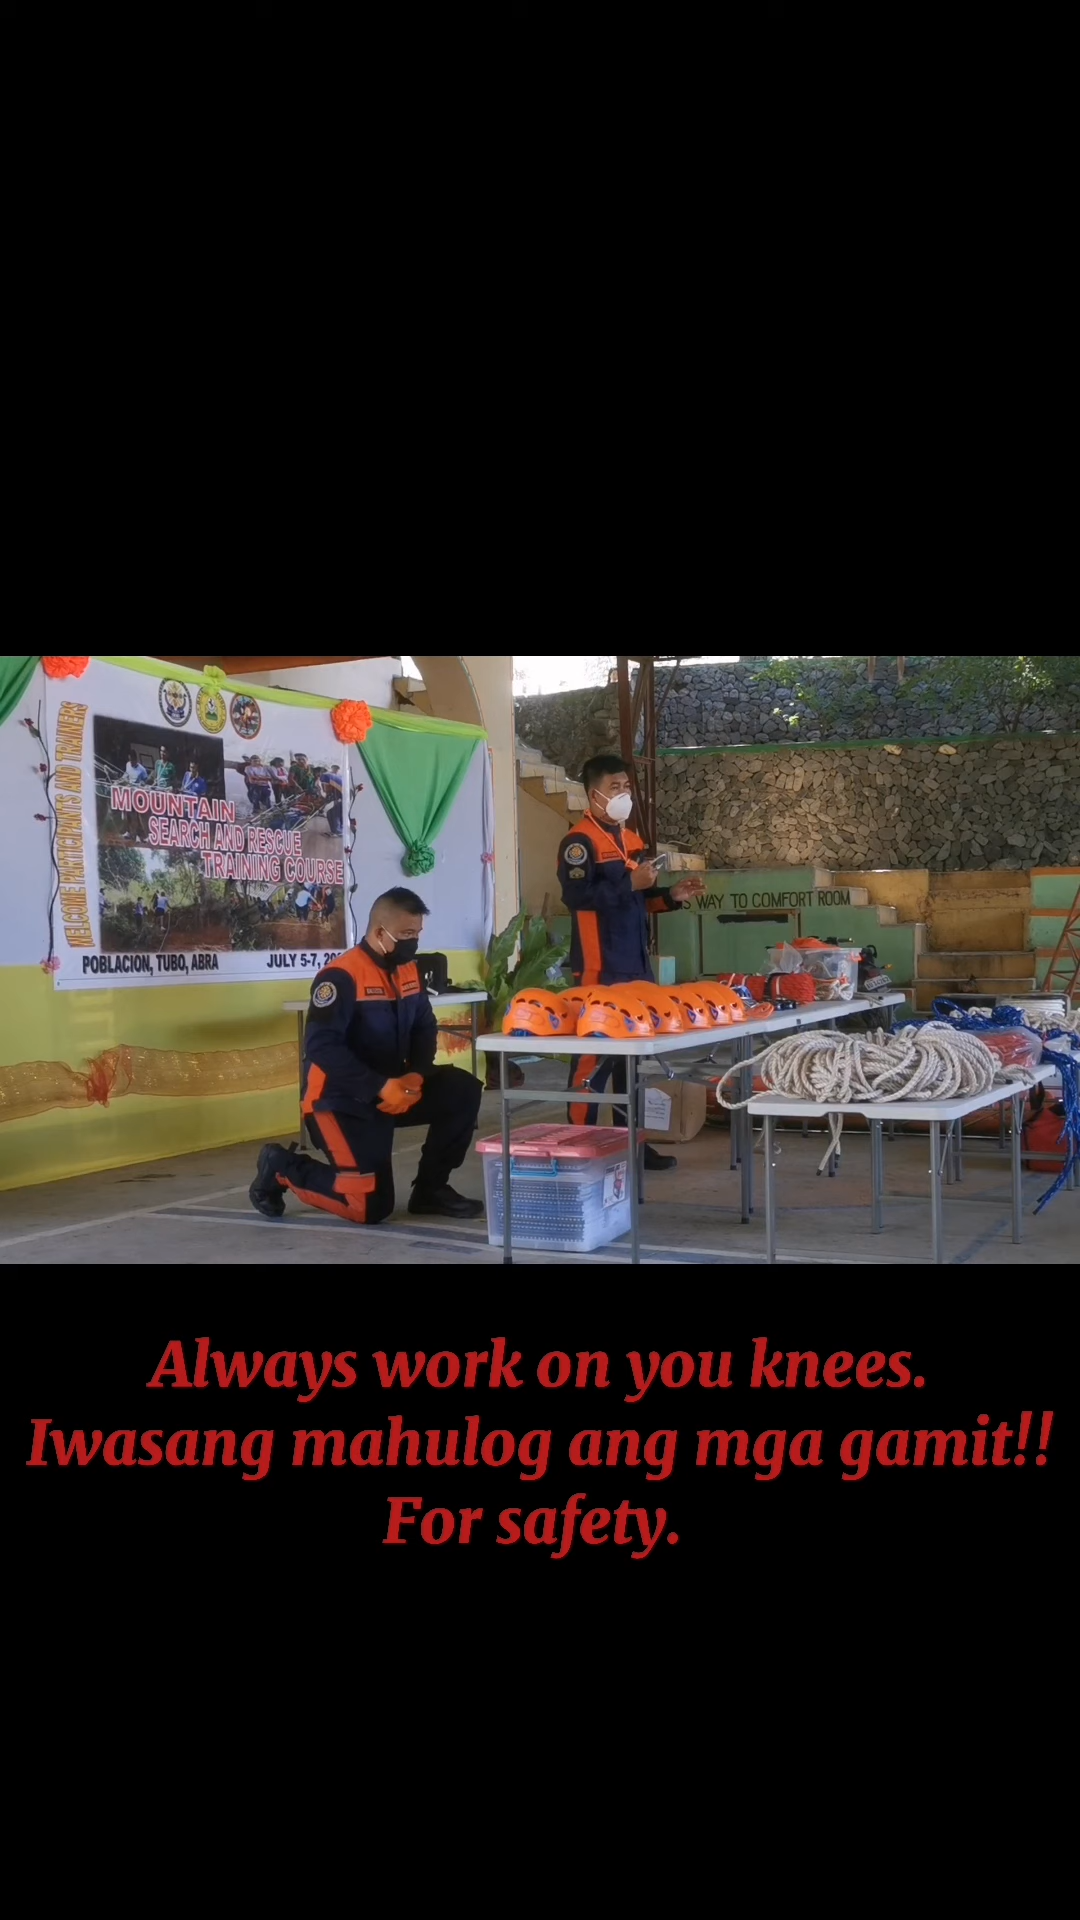 WELCOME PARTICIPANTS AND TRAINERS
MOUNTAIN
SEARCH AND RESCUE
TRAINING COURSE
POBLACION, TUBO, ABRA
JULY 5-7,
WAY TO COMFORT ROOM
Always work on you knees.
Iwasang mahulog ang mga gamit!!
For safety.